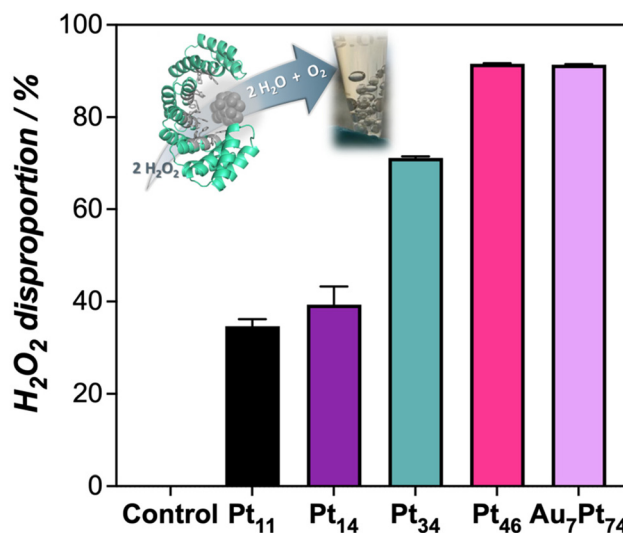 H₂O₂ disproportion / %
100
80
60
40
20
0
2 H₂O₂
2 H₂O + O₂
Control Pt₁₁ Pt₁₄ Pt₃₄ Pt₄₆ Au₇Pt₇₄